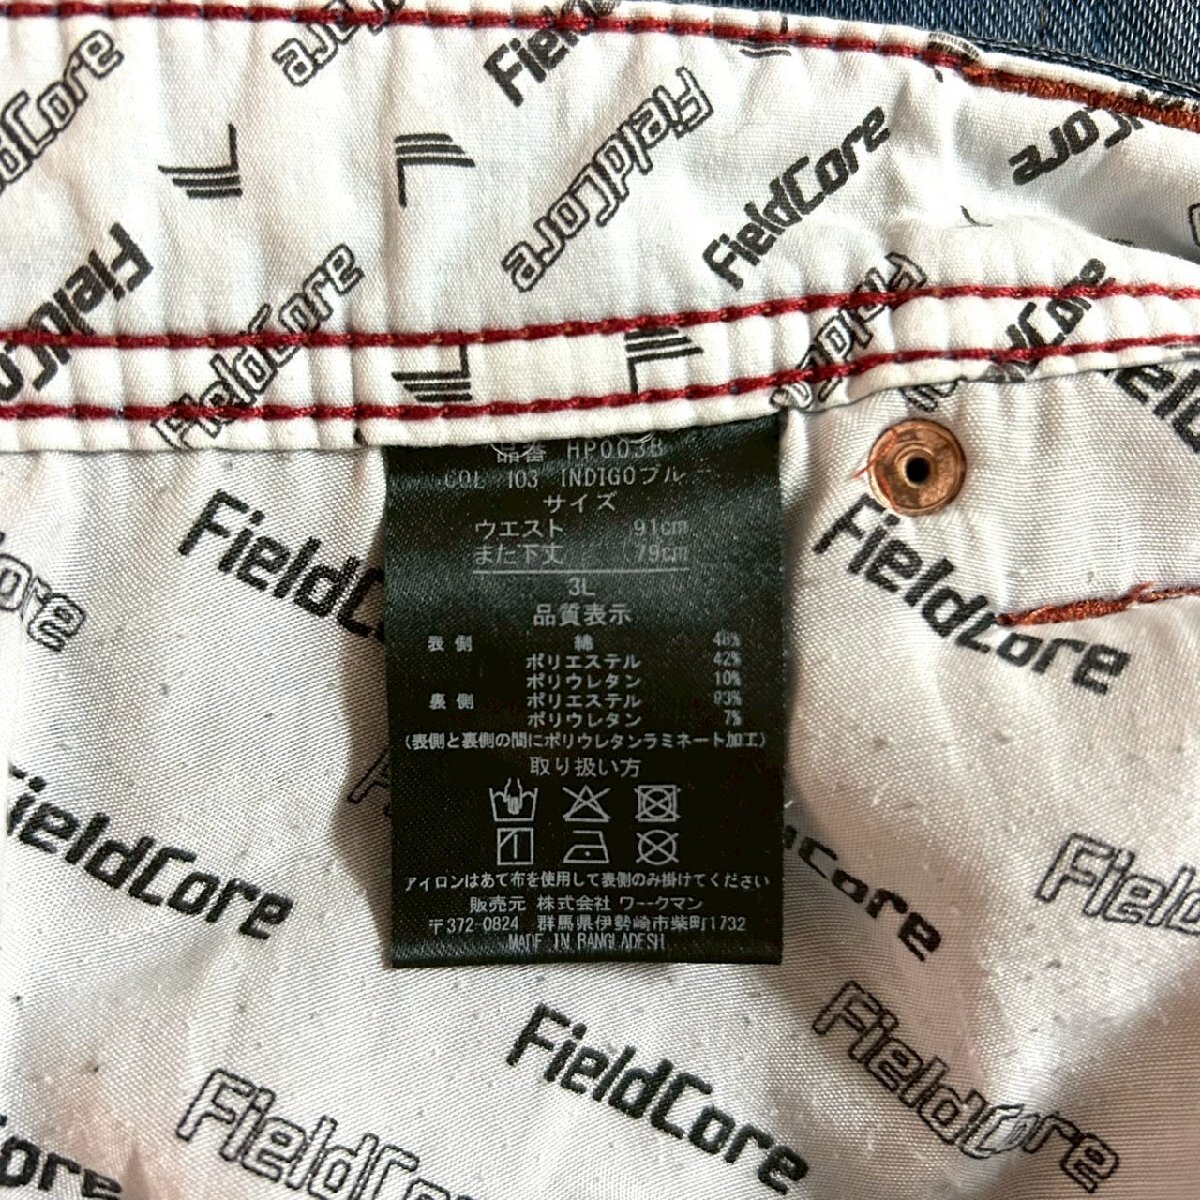 FieldCore
FieldCore
FieldCore
FieldCore
FieldCore
品番 HP003B
COL 103 INDIGOブル
サイズ
ウエスト 91cm
また下丈 79cm
3L
品質表示
表側 綿 48%
ポリエステル 42%
ポリウレタン 10%
裏側 ポリエステル 93%
ポリウレタン 7%
(表側と裏側の間にポリウレタンラミネート加工)
取り扱い方
アイロンはあて布を使用して表側のみ掛けてください
販売元 株式会社 ワークマン
〒372-0824 群馬県伊勢崎市柴町1732
MADE IN BANGLADESH
FieldCore
FieldCore
FieldCore
FieldCore
FieldCore